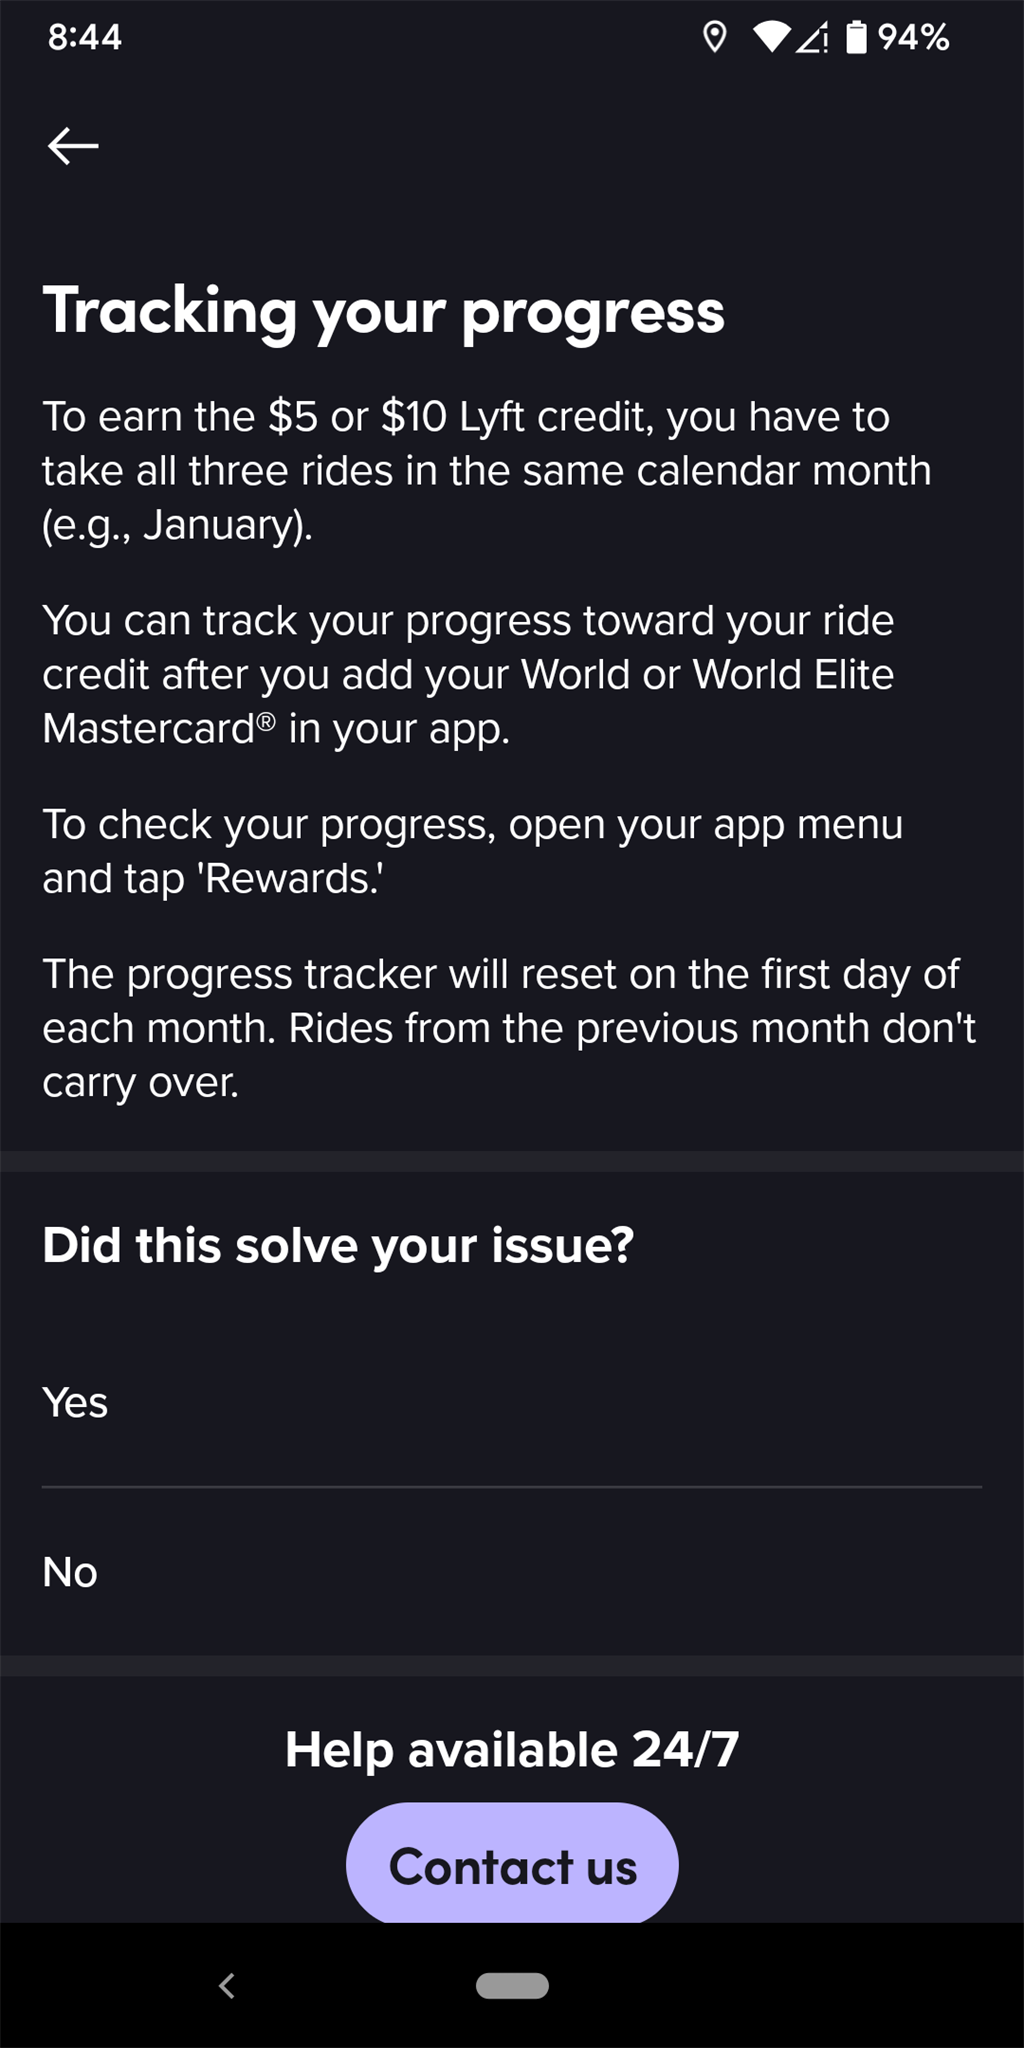 8:44
94%
Tracking your progress
To earn the $5 or $10 Lyft credit, you have to
take all three rides in the same calendar month
(e.g., January).
You can track your progress toward your ride
credit after you add your World or World Elite
Mastercard® in your app.
To check your progress, open your app menu
and tap 'Rewards.'
The progress tracker will reset on the first day of
each month. Rides from the previous month don't
carry over.
Did this solve your issue?
Yes
No
Help available 24/7
Contact us